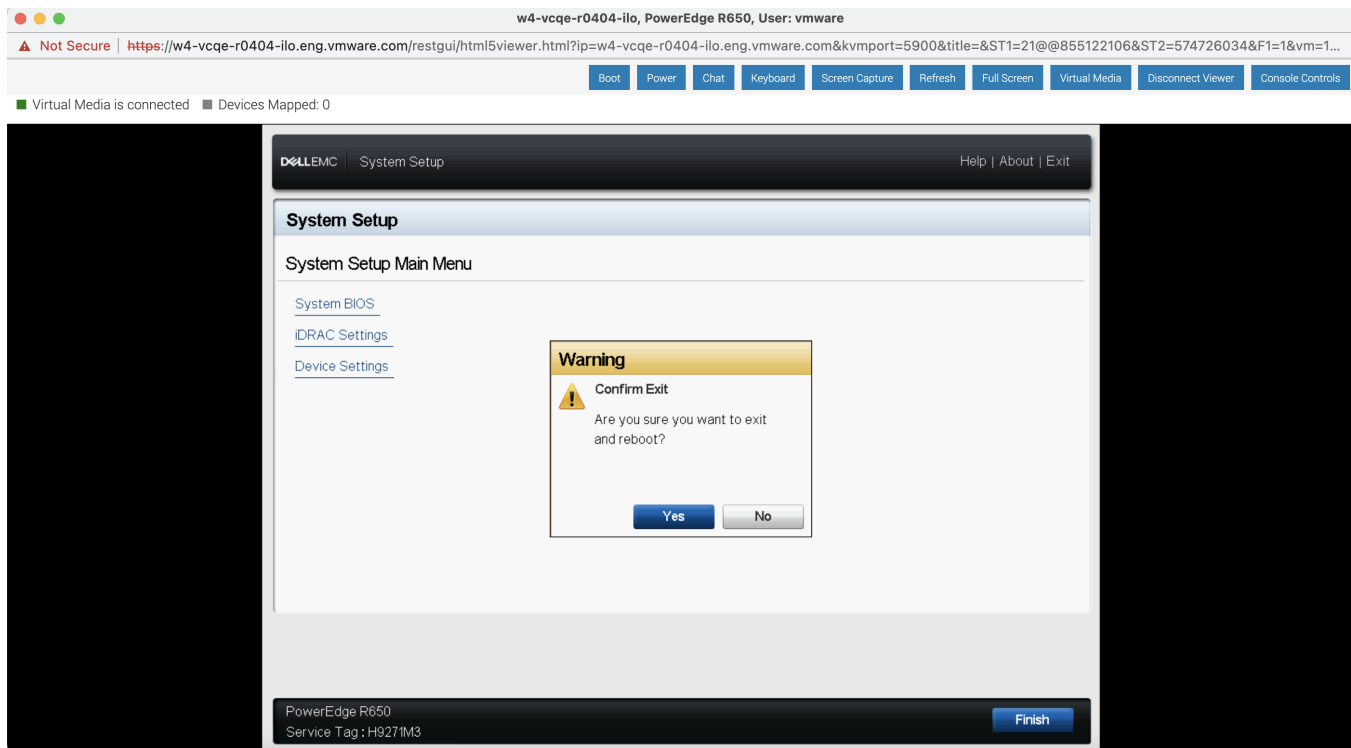 w4-vcqe-r0404-ilo, PowerEdge R650, User: vmware
Not Secure | https://w4-vcqe-r0404-ilo.eng.vmware.com/restgui/html5viewer.html?ip=w4-vcqe-r0404-ilo.eng.vmware.com&kvmport=5900&title=&ST1=21@@855122106&ST2=574726034&F1=1&vm=1...
Boot Power Chat Keyboard Screen Capture Refresh Full Screen Virtual Media Disconnect Viewer Console Controls
Virtual Media is connected Devices Mapped: 0
DELLEMC System Setup Help | About | Exit
System Setup
System Setup Main Menu
System BIOS
iDRAC Settings
Device Settings
Warning
Confirm Exit
Are you sure you want to exit
and reboot?
Yes No
PowerEdge R650
Service Tag : H9271M3
Finish